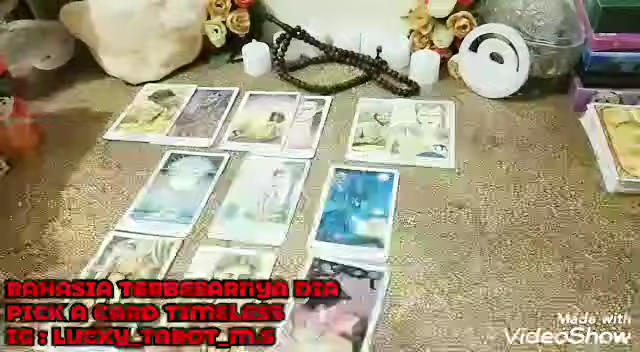 RAHASIA TERBESARNYA DIA
PICK A CARD TIMELESS
IG : LUCKY_TAROT_M.S
Made with
VideoShow